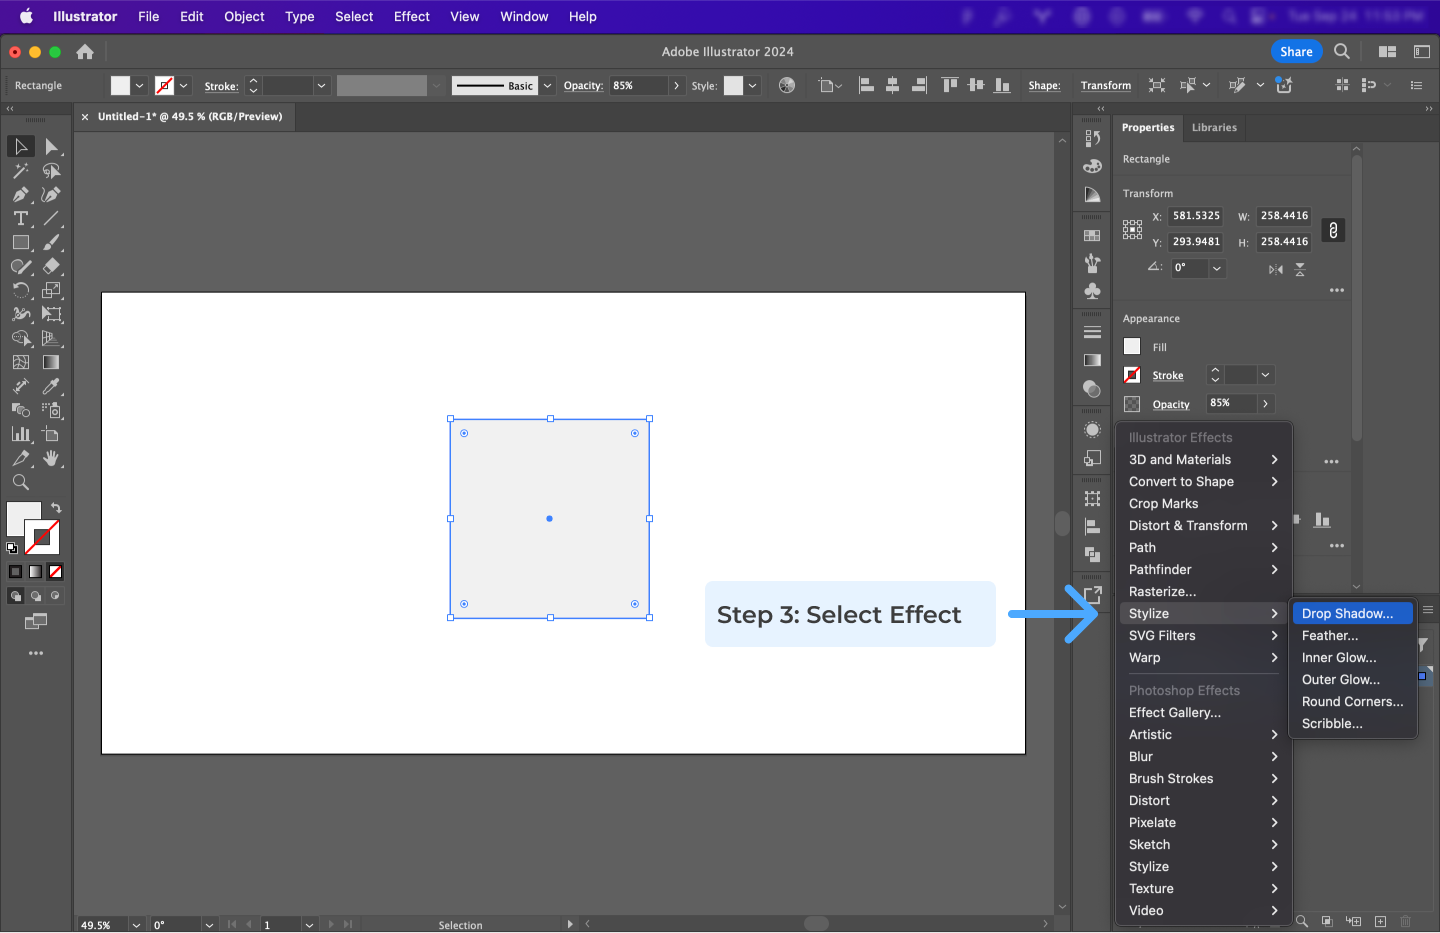 Illustrator File Edit Object Type Select Effect View Window Help
Adobe Illustrator 2024
Share
Rectangle
Stroke:
Basic
Opacity: 85%
Style:
Shape:
Transform
× Untitled-1* @ 49.5 % (RGB/Preview)
Properties Libraries
Rectangle
Transform
X: 581.5325 W: 258.4416
Y: 293.9481 H: 258.4416
0°
Appearance
Fill
Stroke
Opacity 85%
Illustrator Effects
3D and Materials
Convert to Shape
Crop Marks
Distort & Transform
Path
Pathfinder
Rasterize...
Stylize
SVG Filters
Warp
Photoshop Effects
Effect Gallery...
Artistic
Blur
Brush Strokes
Distort
Pixelate
Sketch
Stylize
Texture
Video
Drop Shadow...
Feather...
Inner Glow...
Outer Glow...
Round Corners...
Scribble...
Step 3: Select Effect
49.5% 0° 1 Selection